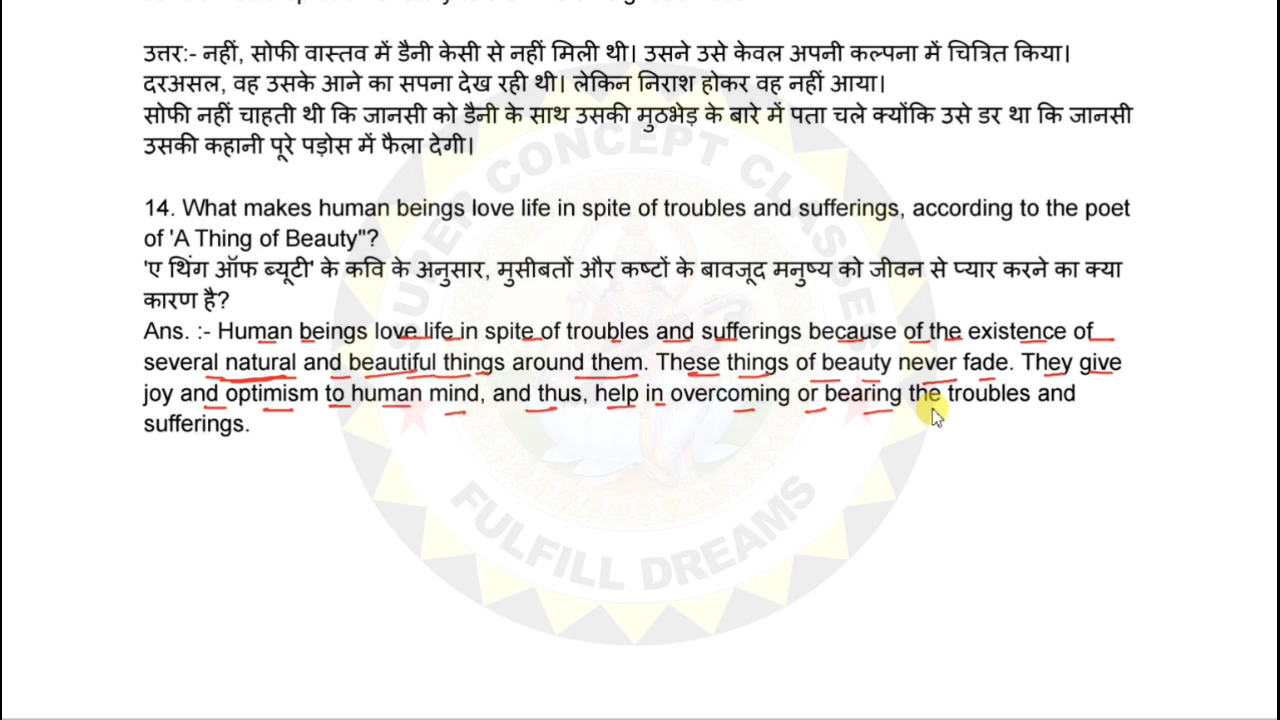 उत्तर:- नहीं, सोफी वास्तव में डैनी केसी से नहीं मिली थी। उसने उसे केवल अपनी कल्पना में चित्रित किया।
दरअसल, वह उसके आने का सपना देख रही थी। लेकिन निराश होकर वह नहीं आया।
सोफी नहीं चाहती थी कि जानसी को डैनी के साथ उसकी मुठभेड़ के बारे में पता चले क्योंकि उसे डर था कि जानसी
उसकी कहानी पूरे पड़ोस में फैला देगी।
14. What makes human beings love life in spite of troubles and sufferings, according to the poet
of 'A Thing of Beauty"?
'ए थिंग ऑफ ब्यूटी' के कवि के अनुसार, मुसीबतों और कष्टों के बावजूद मनुष्य को जीवन से प्यार करने का क्या
कारण है?
Ans. :- Human beings love life in spite of troubles and sufferings because of the existence of
several natural and beautiful things around them. These things of beauty never fade. They give
joy and optimism to human mind, and thus, help in overcoming or bearing the troubles and
sufferings.
SUPER CONCEPT CLASSES
FULFILL DREAMS